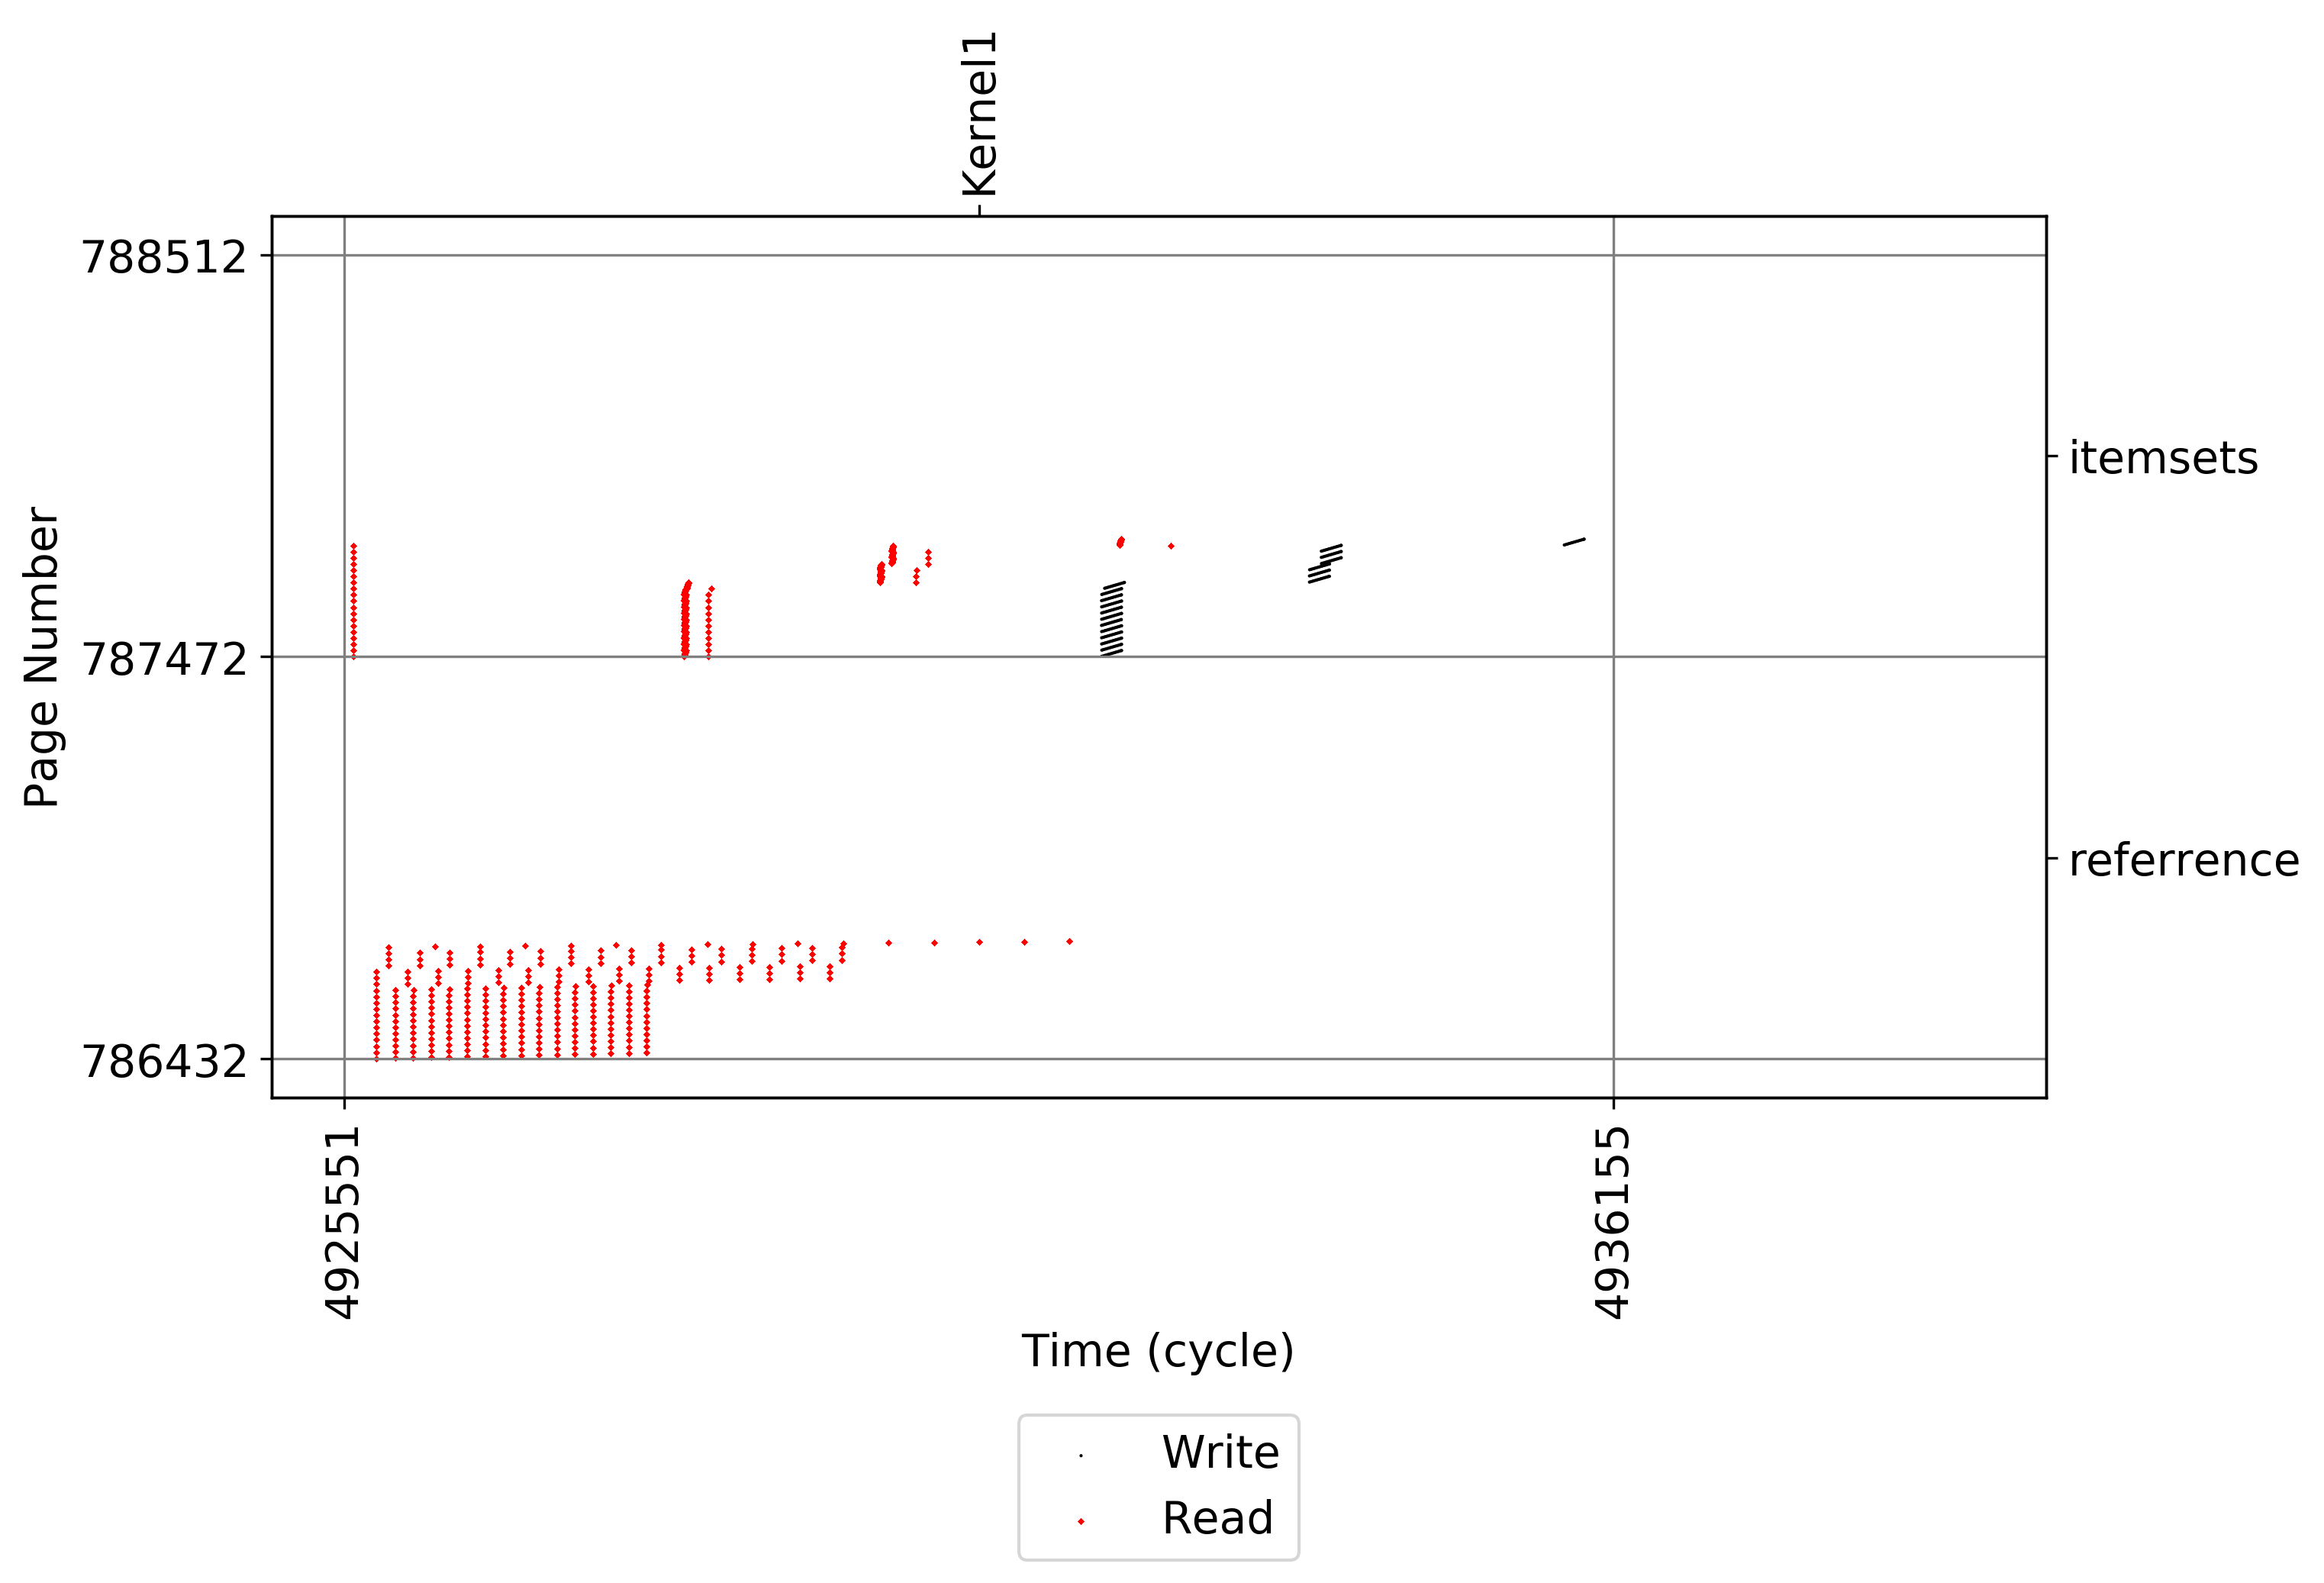 Kernel1
788512
787472
786432
Page Number
itemsets
referrence
4925551
4936155
Time (cycle)
Write
Read